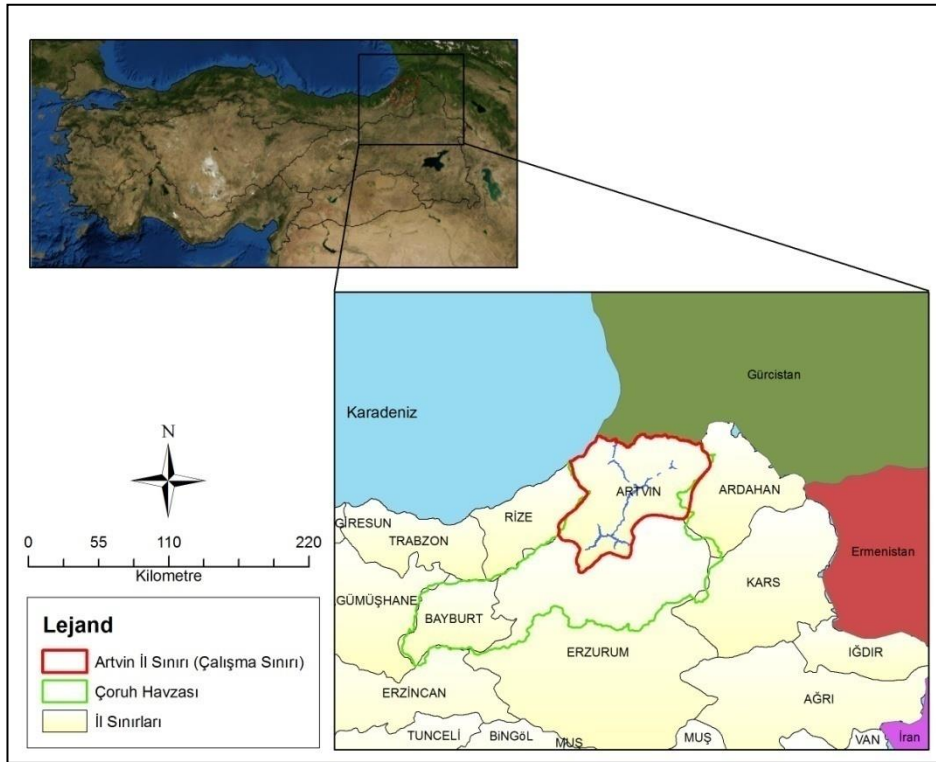 Karadeniz
Gürcistan
Ermenistan
İran
ARTVİN
ARDAHAN
RİZE
GİRESUN
TRABZON
GÜMÜŞHANE
BAYBURT
KARS
ERZURUM
IĞDIR
ERZİNCAN
AĞRI
TUNCELİ
BİNGöL
MUŞ
MUŞ
VAN
N
0 55 110 220
Kilometre
Lejand
Artvin İl Sınırı (Çalışma Sınırı)
Çoruh Havzası
İl Sınırları